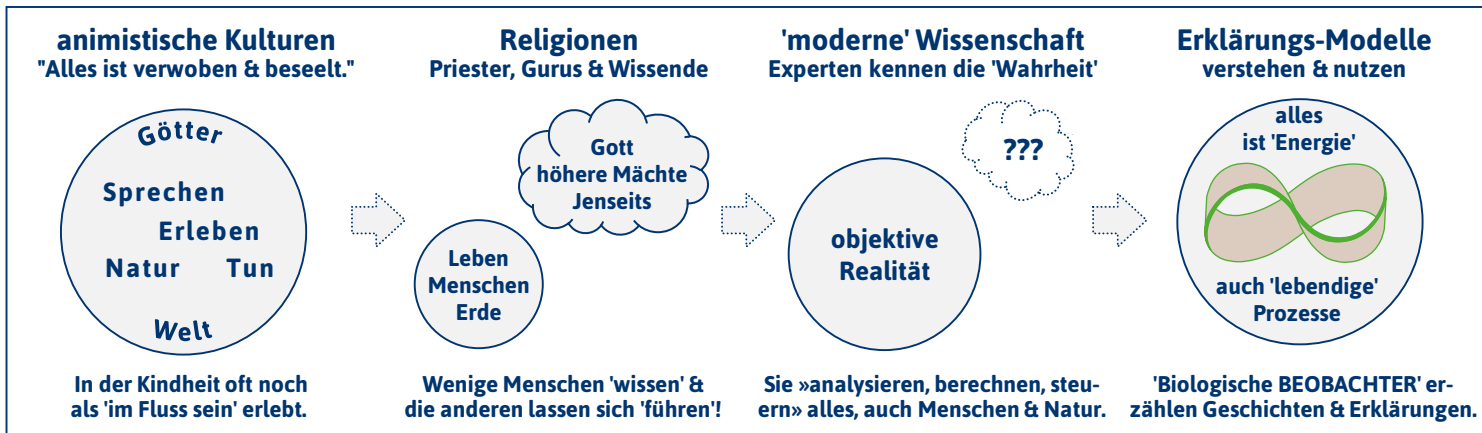 animistische Kulturen
"Alles ist verwoben & beseelt."
Götter
Sprechen
Erleben
Natur Tun
Welt
In der Kindheit oft noch
als 'im Fluss sein' erlebt.
Religionen
Priester, Gurus & Wissende
Gott
höhere Mächte
Jenseits
Leben
Menschen
Erde
Wenige Menschen 'wissen' &
die anderen lassen sich 'führen'!
'moderne' Wissenschaft
Experten kennen die 'Wahrheit'
???
objektive
Realität
Sie »analysieren, berechnen, steu-
ern» alles, auch Menschen & Natur.
Erklärungs-Modelle
verstehen & nutzen
alles
ist 'Energie'
auch 'lebendige'
Prozesse
'Biologische BEOBACHTER' er-
zählen Geschichten & Erklärungen.